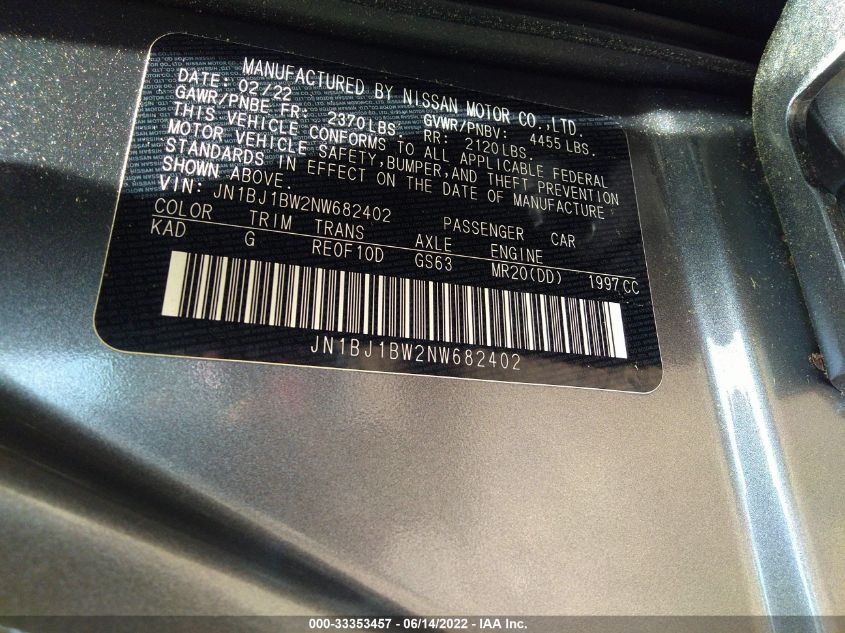 MANUFACTURED BY NISSAN MOTOR CO.,LTD.
DATE: 02/22 GVWR/PNBV: 4455 LBS.
GAWR/PNBE FR: 2370LBS. RR: 2120LBS.
THIS VEHICLE CONFORMS TO ALL APPLICABLE FEDERAL
MOTOR VEHICLE SAFETY,BUMPER,AND THEFT PREVENTION
STANDARDS IN EFFECT ON THE DATE OF MANUFACTURE
SHOWN ABOVE.
VIN: JN1BJ1BW2NW682402 PASSENGER CAR
COLOR TRIM TRANS AXLE ENGINE
KAD G RE0F10D GS63 MR20(DD) 1997CC
JN1BJ1BW2NW682402
000-33353457 - 06/14/2022 - IAA Inc.